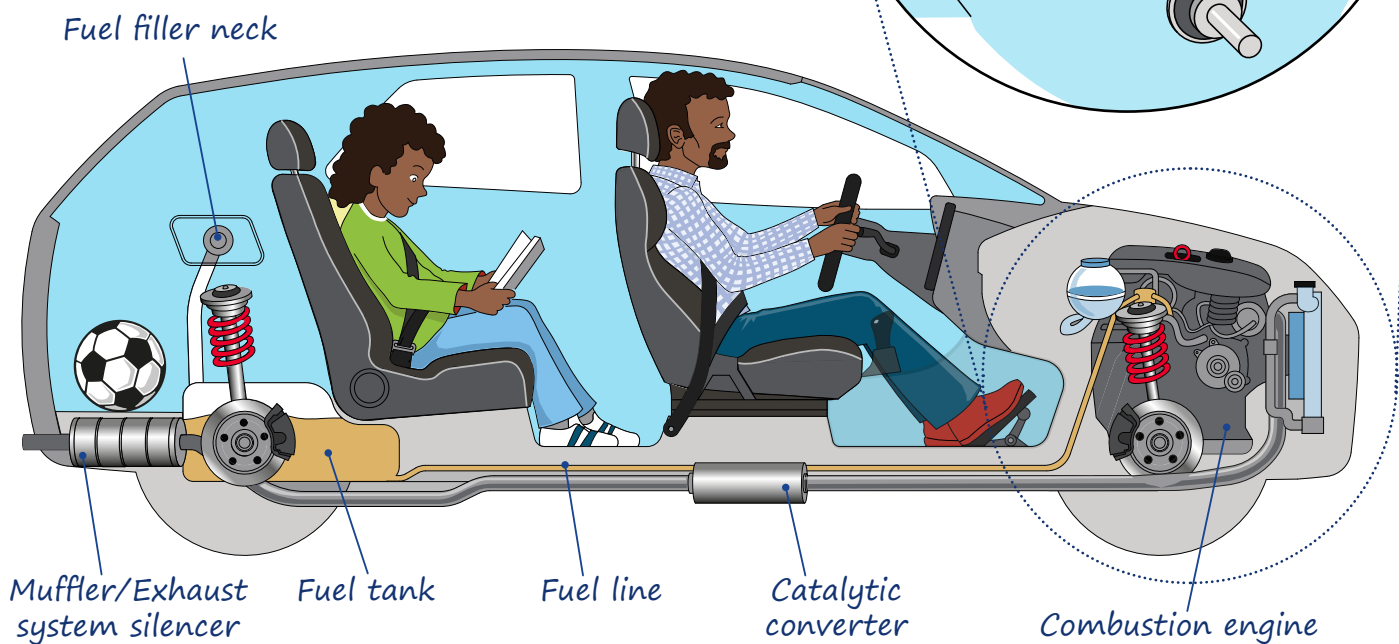 Fuel filler neck
Muffler/Exhaust
system silencer
Fuel tank
Fuel line
Catalytic
converter
Combustion engine